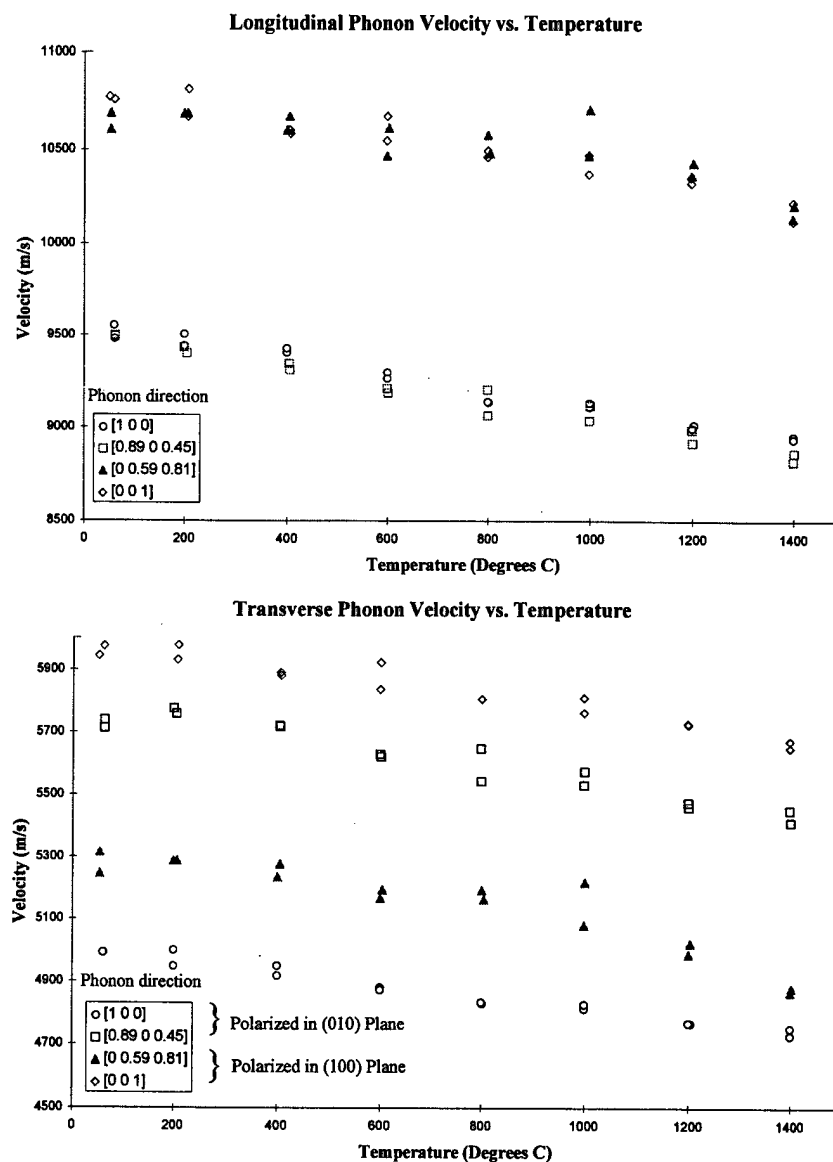 Longitudinal Phonon Velocity vs. Temperature
11000
10500
10000
9500
9000
8500
Velocity (m/s)
Phonon direction
[1 0 0]
[0.89 0 0.45]
[0 0.59 0.81]
[0 0 1]
0 200 400 600 800 1000 1200 1400
Temperature (Degrees C)
Transverse Phonon Velocity vs. Temperature
5900
5700
5500
5300
5100
4900
4700
4500
Velocity (m/s)
Phonon direction
[1 0 0]
[0.89 0 0.45]
} Polarized in (010) Plane
[0 0.59 0.81]
[0 0 1]
} Polarized in (100) Plane
0 200 400 600 800 1000 1200 1400
Temperature (Degrees C)